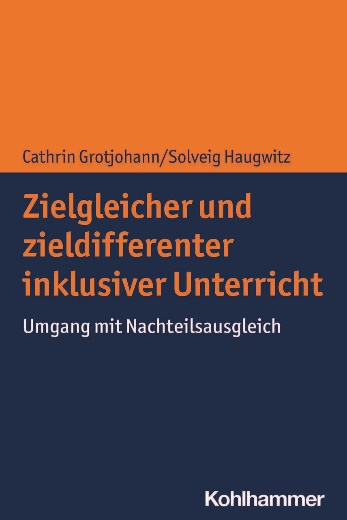 Cathrin Grotjohann/Solveig Haugwitz
Zielgleicher und
zieldifferenter
inklusiver Unterricht
Umgang mit Nachteilsausgleich
Kohlhammer